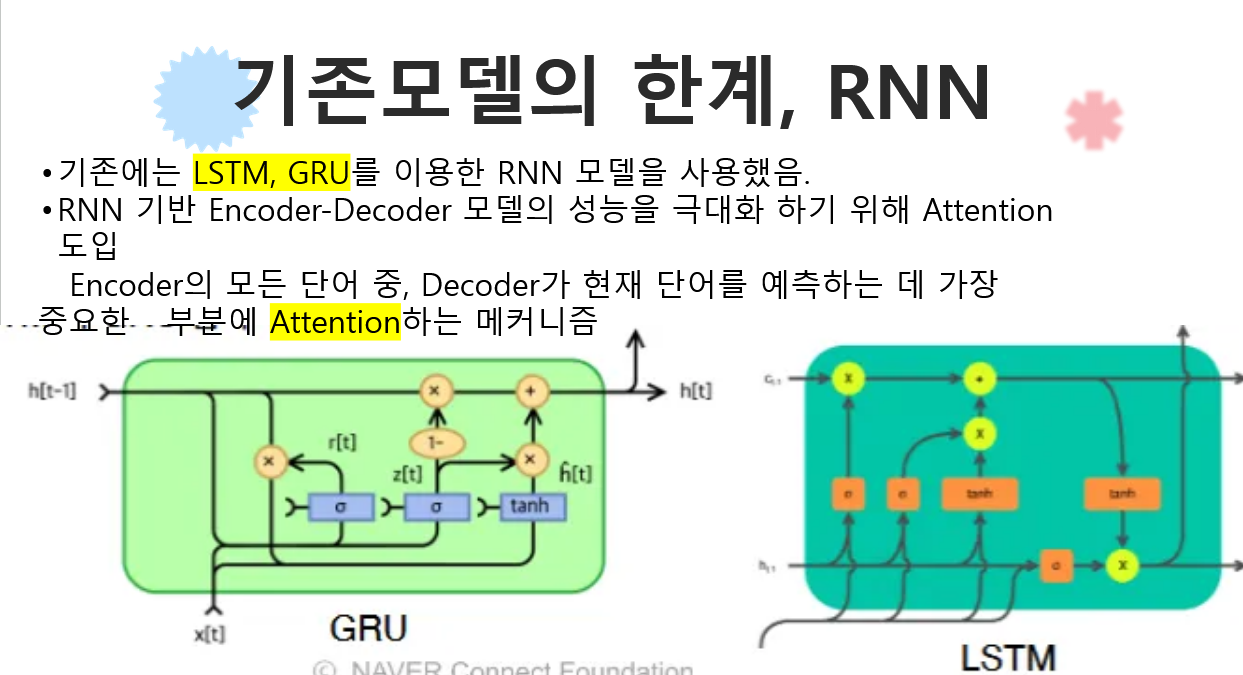 기존모델의 한계, RNN
•기존에는 LSTM, GRU를 이용한 RNN 모델을 사용했음.
•RNN 기반 Encoder-Decoder 모델의 성능을 극대화 하기 위해 Attention
도입
Encoder의 모든 단어 중, Decoder가 현재 단어를 예측하는 데 가장
중요한 부분에 Attention하는 메커니즘
h[t-1]
×
+
h[t]
r[t]
1-
×
z[t]
×
ĥ[t]
σ
σ
tanh
x[t]
GRU
© NAVER Connect Foundation
Ct-1
X
+
X
σ
σ
tanh
tanh
ht-1
σ
X
LSTM